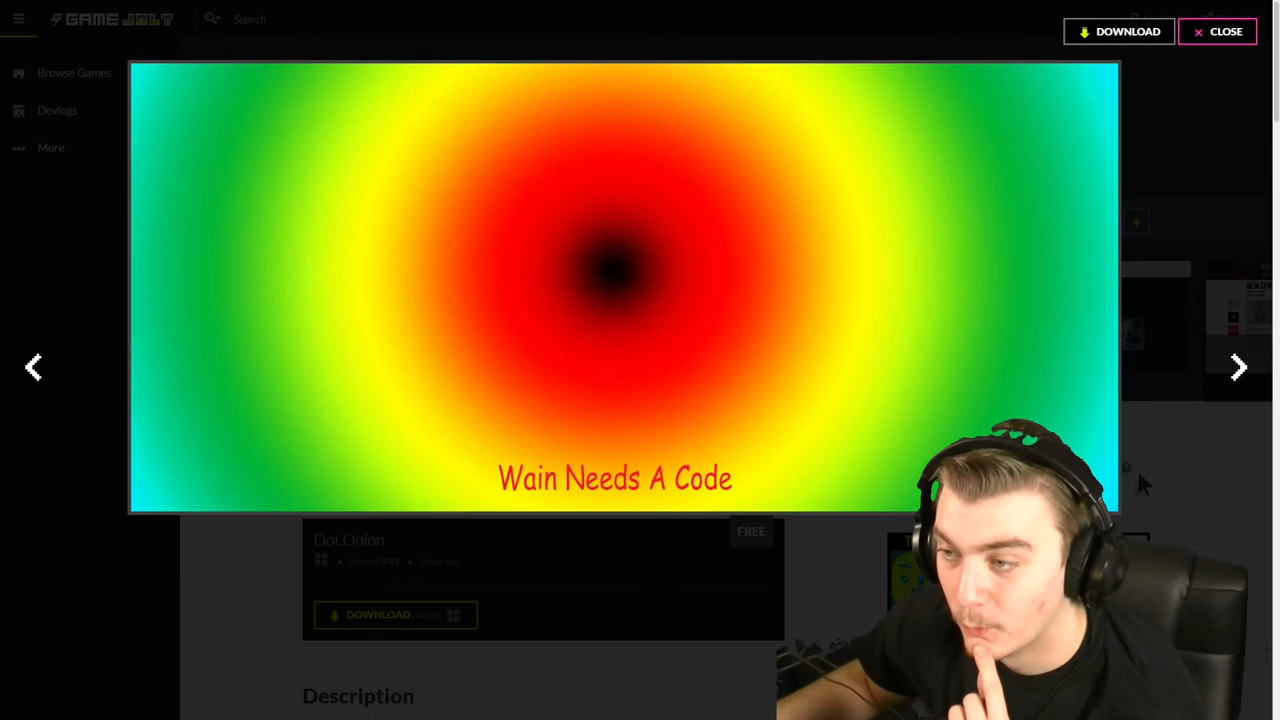 GAME JOLT
Search
DOWNLOAD
CLOSE
Browse Games
Devlogs
More
Wain Needs A Code
Dot.Onion
FREE
DOWNLOAD
Description